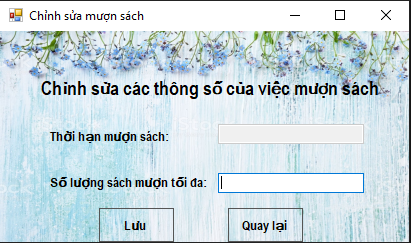 Chỉnh sửa mượn sách
Chỉnh sửa các thông số của việc mượn sách
Thời hạn mượn sách:
Số lượng sách mượn tối đa:
Lưu
Quay lại